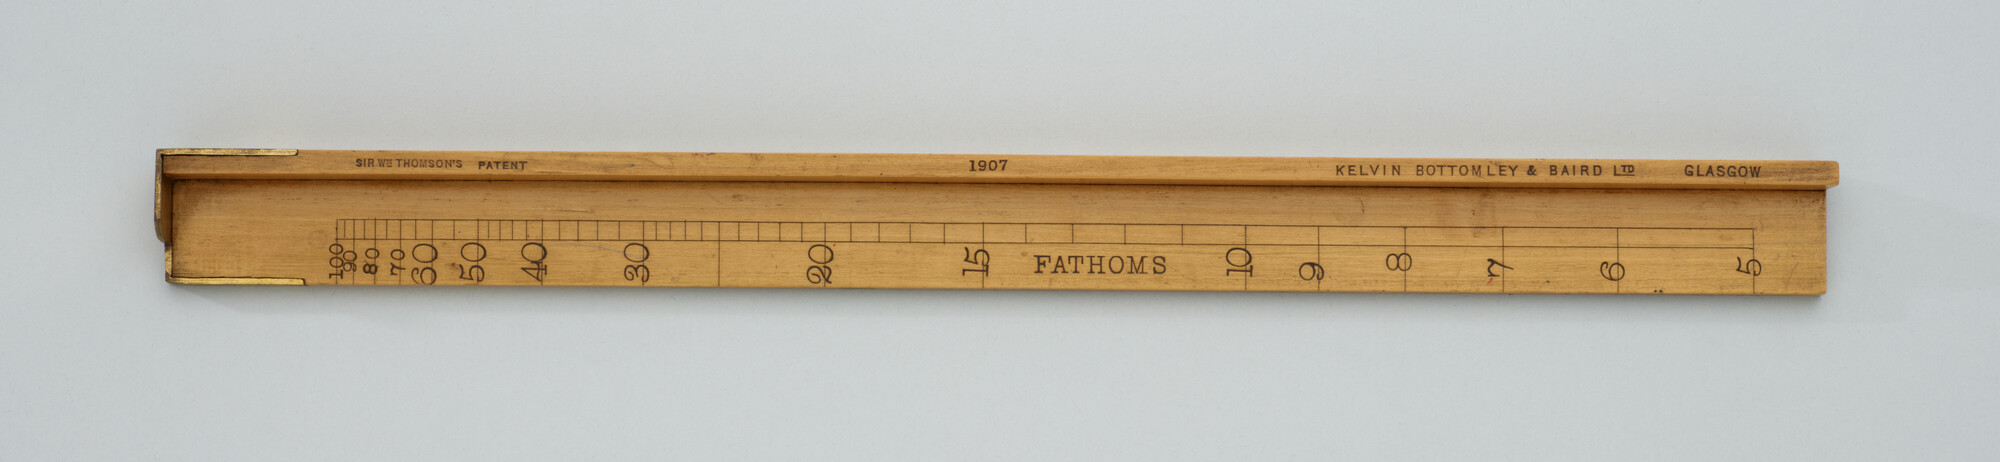 SIR WM THOMSON'S PATENT 1907 KELVIN BOTTOMLEY & BAIRD LTD GLASGOW
100 90 80 70 60 50 40 30 20 15 FATHOMS 10 9 8 7 6 5